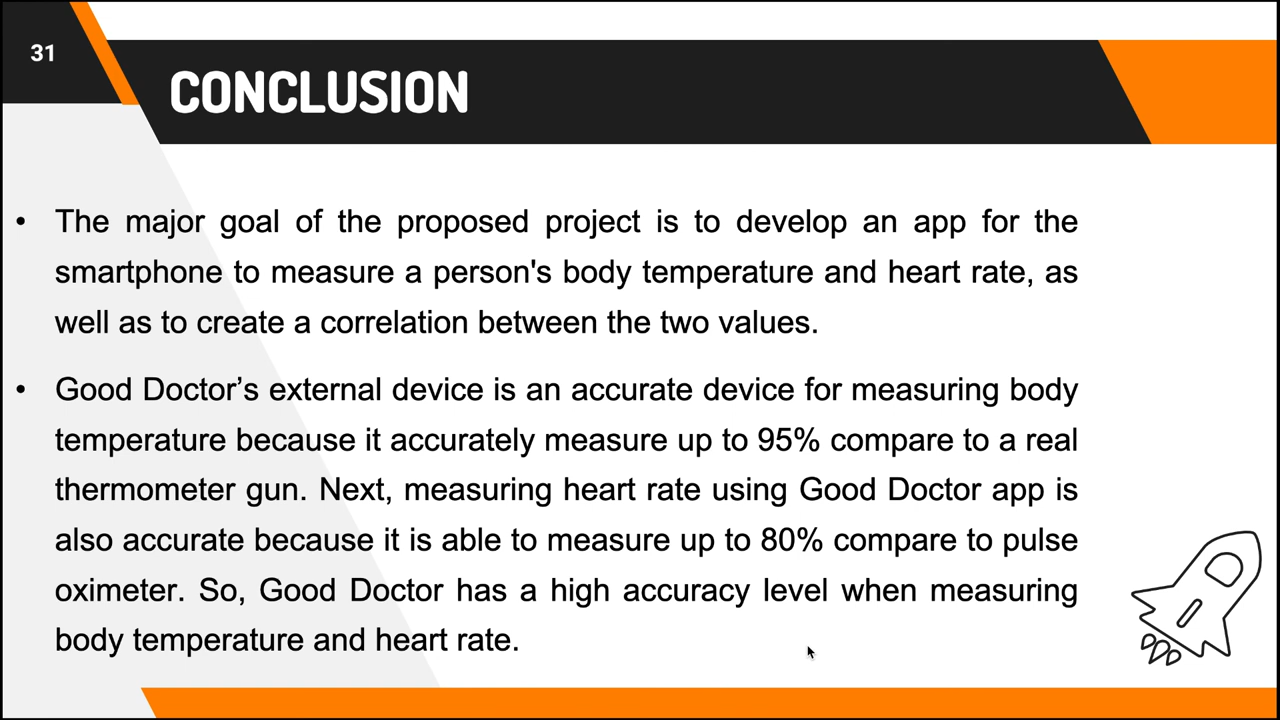 31
CONCLUSION
• The major goal of the proposed project is to develop an app for the
smartphone to measure a person's body temperature and heart rate, as
well as to create a correlation between the two values.
• Good Doctor’s external device is an accurate device for measuring body
temperature because it accurately measure up to 95% compare to a real
thermometer gun. Next, measuring heart rate using Good Doctor app is
also accurate because it is able to measure up to 80% compare to pulse
oximeter. So, Good Doctor has a high accuracy level when measuring
body temperature and heart rate.